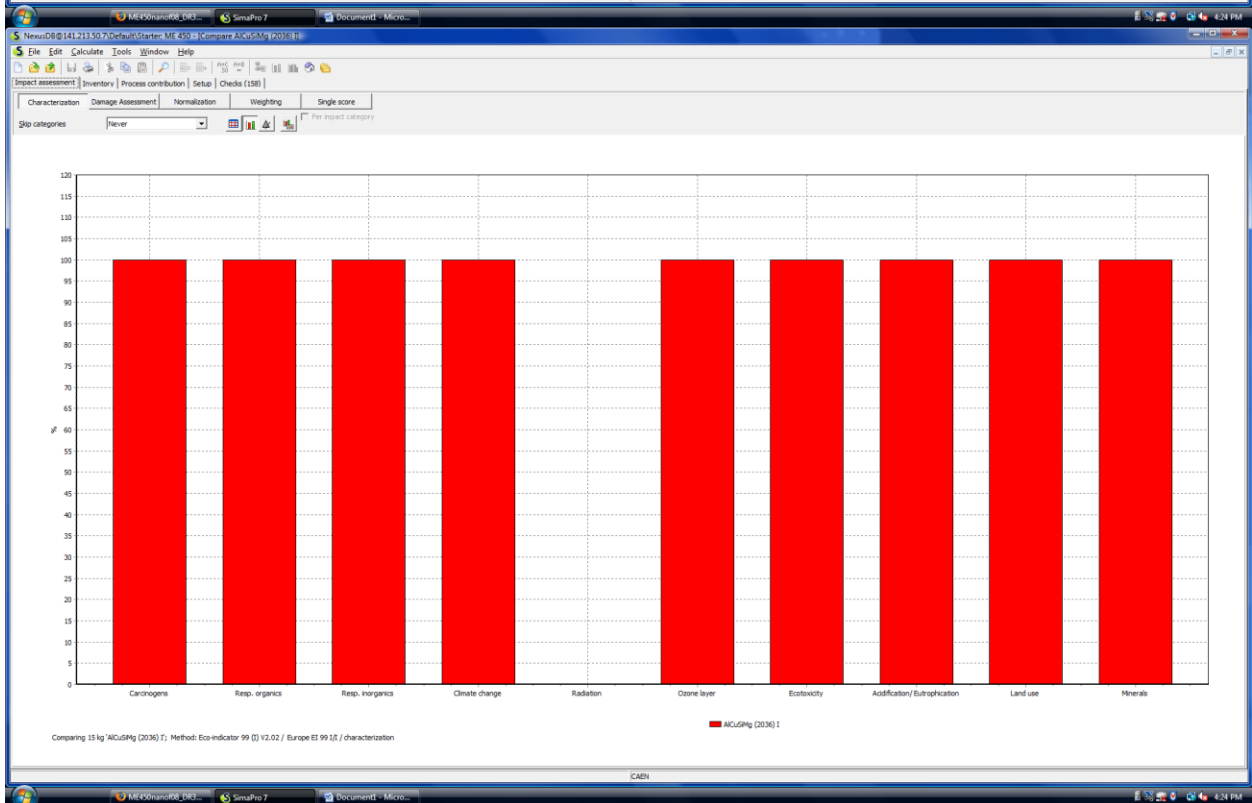 ME450nanof08_DR3... SimaPro 7 Document1 - Micro... 4:24 PM
NexusDB@141.213.50.7\Default\Starter; ME 450 - [Compare AlCuSiMg (2036) I]
File Edit Calculate Tools Window Help
Impact assessment Inventory Process contribution Setup Checks (158)
Characterization Damage Assessment Normalization Weighting Single score
Skip categories Never Per impact category
120
115
110
105
100
95
90
85
80
75
70
65
% 60
55
50
45
40
35
30
25
20
15
10
5
0
Carcinogens Resp. organics Resp. inorganics Climate change Radiation Ozone layer Ecotoxicity Acidification/ Eutrophication Land use Minerals
AlCuSiMg (2036) I
Comparing 15 kg 'AlCuSiMg (2036) I'; Method: Eco-indicator 99 (I) V2.02 / Europe EI 99 I/I / characterization
CAEN
ME450nanof08_DR3... SimaPro 7 Document1 - Micro... 4:24 PM